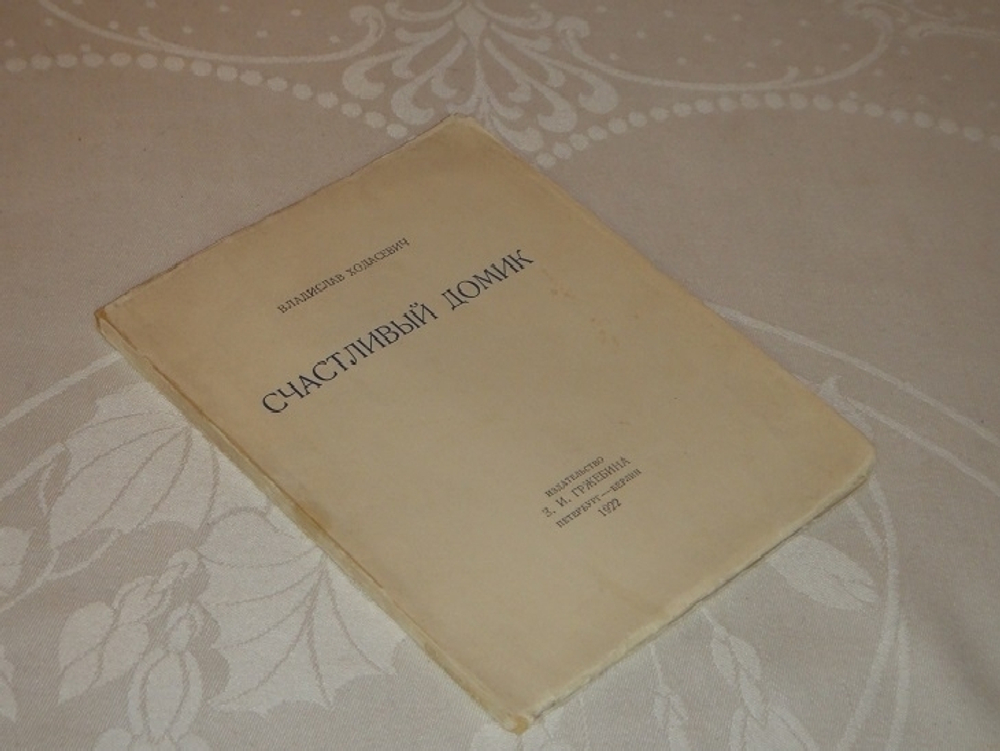 ВЛАДИСЛАВ ХОДАСЕВИЧ
СЧАСТЛИВЫЙ ДОМИК
ИЗДАТЕЛЬСТВО
З. И. ГРЖЕБИНА
ПЕТЕРБУРГ—БЕРЛИН
1922